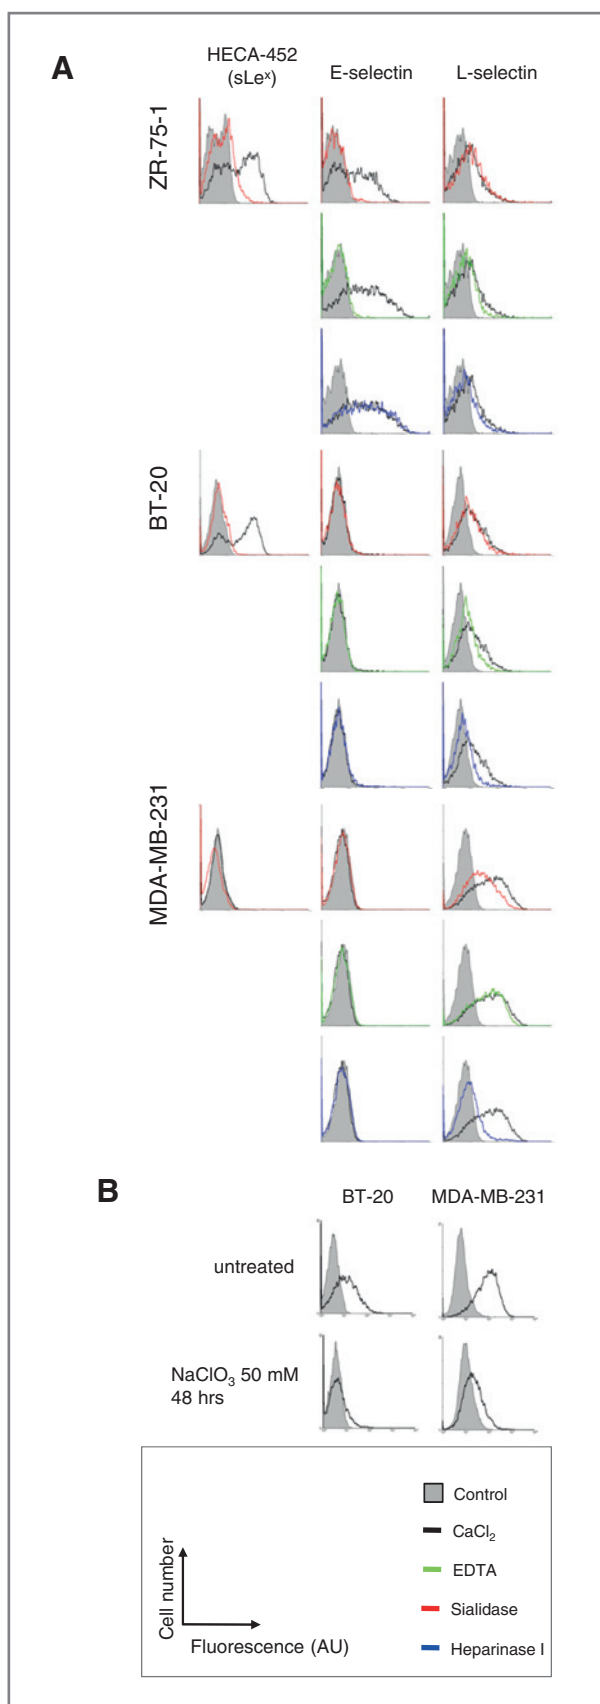 A
HECA-452
(sLeˣ)
E-selectin
L-selectin
ZR-75-1
BT-20
MDA-MB-231
B
BT-20
MDA-MB-231
untreated
NaClO₃ 50 mM
48 hrs
Control
CaCl₂
EDTA
Sialidase
Heparinase I
Cell number
Fluorescence (AU)